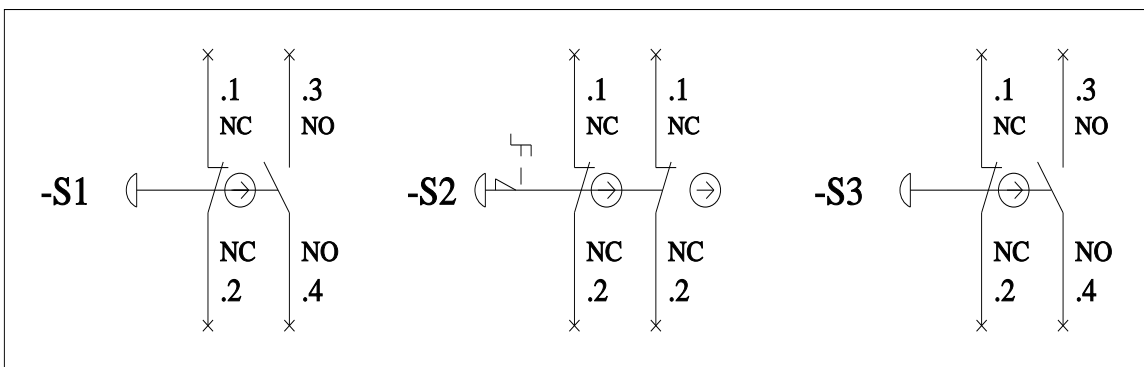 .1 .3 .1 .1 .1 .3
NC NO NC NC NC NO
-S1 -S2 -S3
NC NO NC NC NC NO
.2 .4 .2 .2 .2 .4